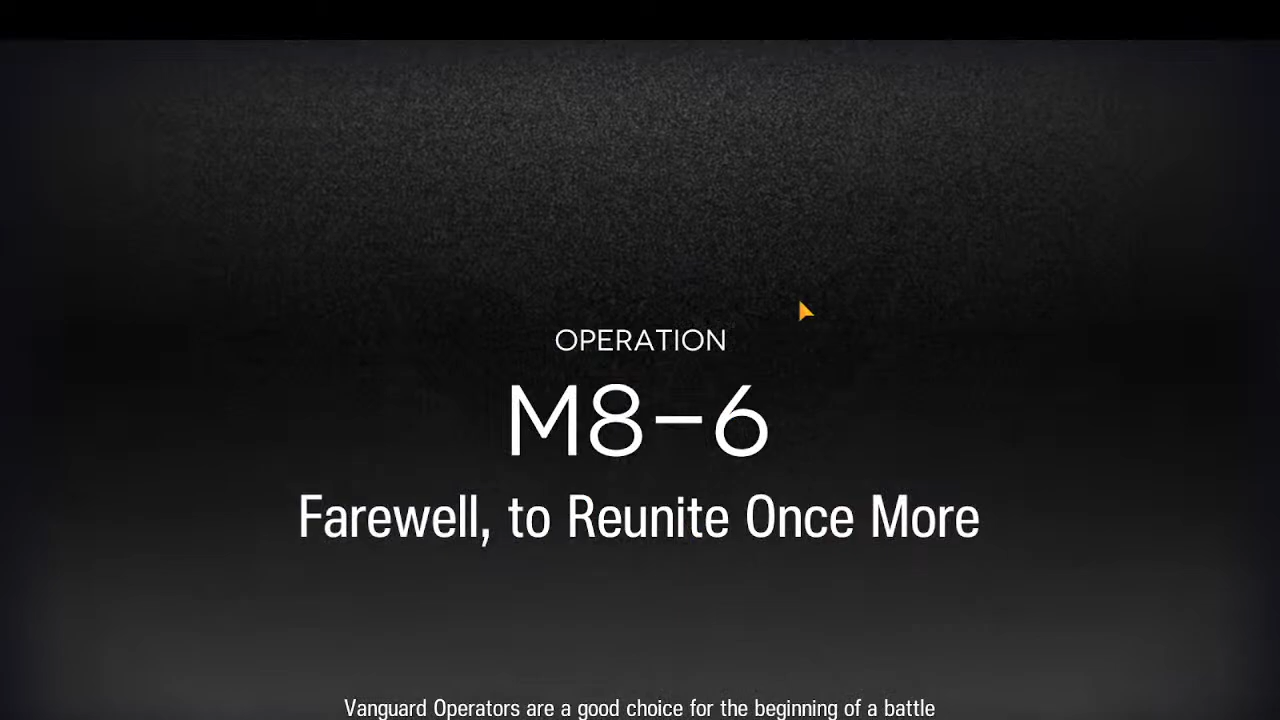 OPERATION
M8-6
Farewell, to Reunite Once More
Vanguard Operators are a good choice for the beginning of a battle